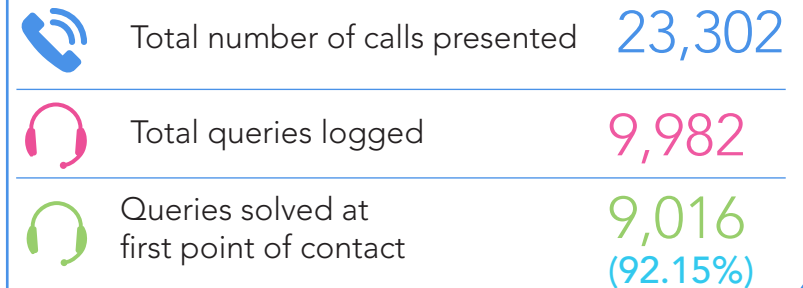 Total number of calls presented 23,302
Total queries logged 9,982
Queries solved at
first point of contact
9,016
(92.15%)